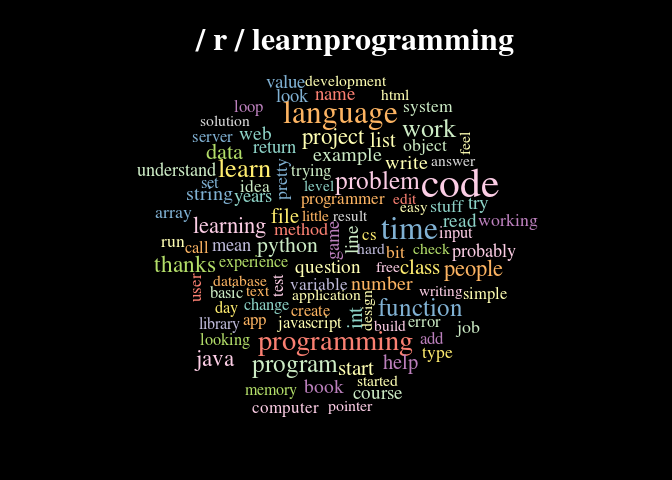 / r / learnprogramming
value development
look name html
loop language system
solution
server web project list work feel
data return example object
understand learn pretty trying write answer
set idea level problem code
string years programmer edit easy stuff try
array file little result read working
learning method game line cs time input
run call mean python hard bit check probably
thanks experience question free class people
user database test variable number
basic text application writing simple
day change create design function
library app javascript .int build error job
looking programming add
java program start help type
memory book started course
computer pointer